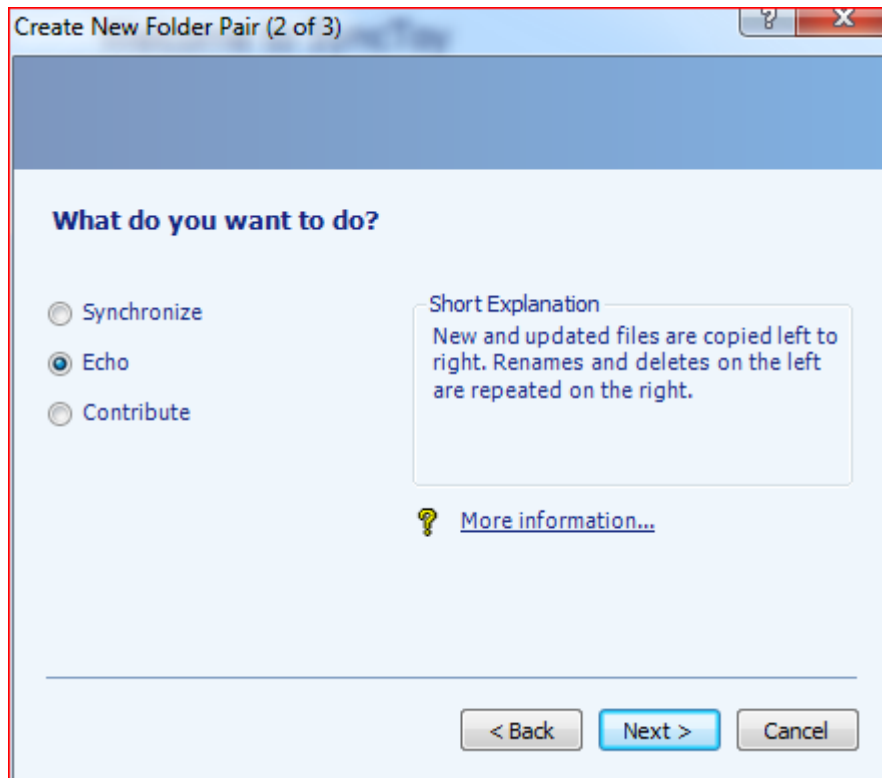 Create New Folder Pair (2 of 3)
What do you want to do?
Synchronize
Echo
Contribute
Short Explanation
New and updated files are copied left to
right. Renames and deletes on the left
are repeated on the right.
? More information...
< Back
Next >
Cancel